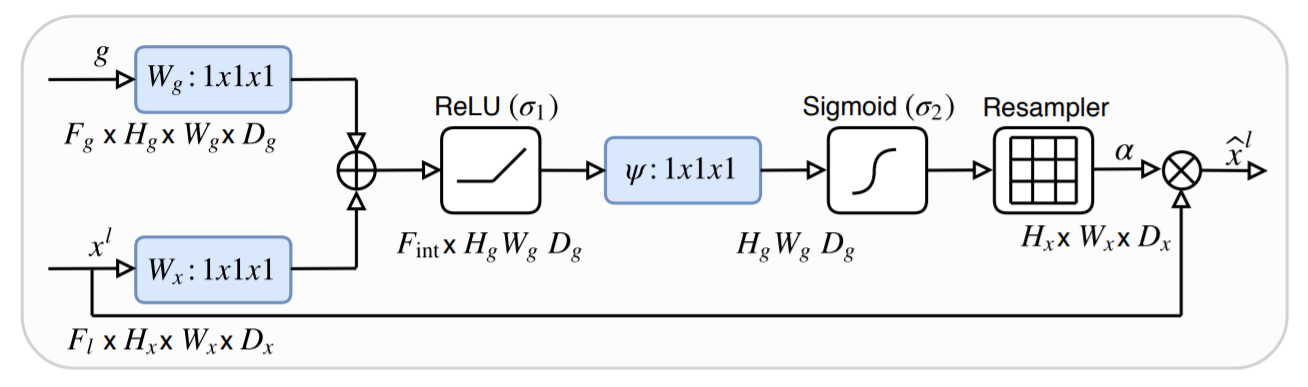 g
W_g : 1x1x1
F_g x H_g x W_g x D_g
x^l
W_x : 1x1x1
F_l x H_x x W_x x D_x
ReLU (σ_1)
F_int x H_g W_g D_g
ψ : 1x1x1
Sigmoid (σ_2)
H_g W_g D_g
Resampler
α
H_x x W_x x D_x
x̂^l